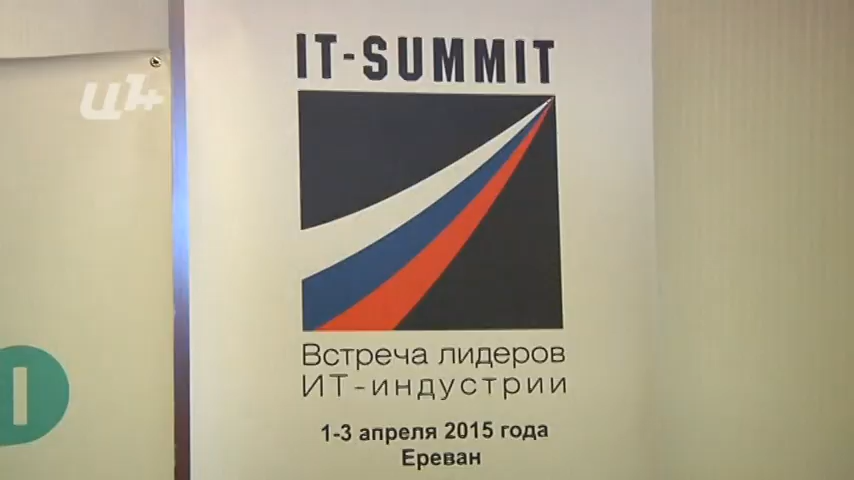 IT-SUMMIT
Встреча лидеров
ИТ-индустрии
1-3 апреля 2015 года
Ереван